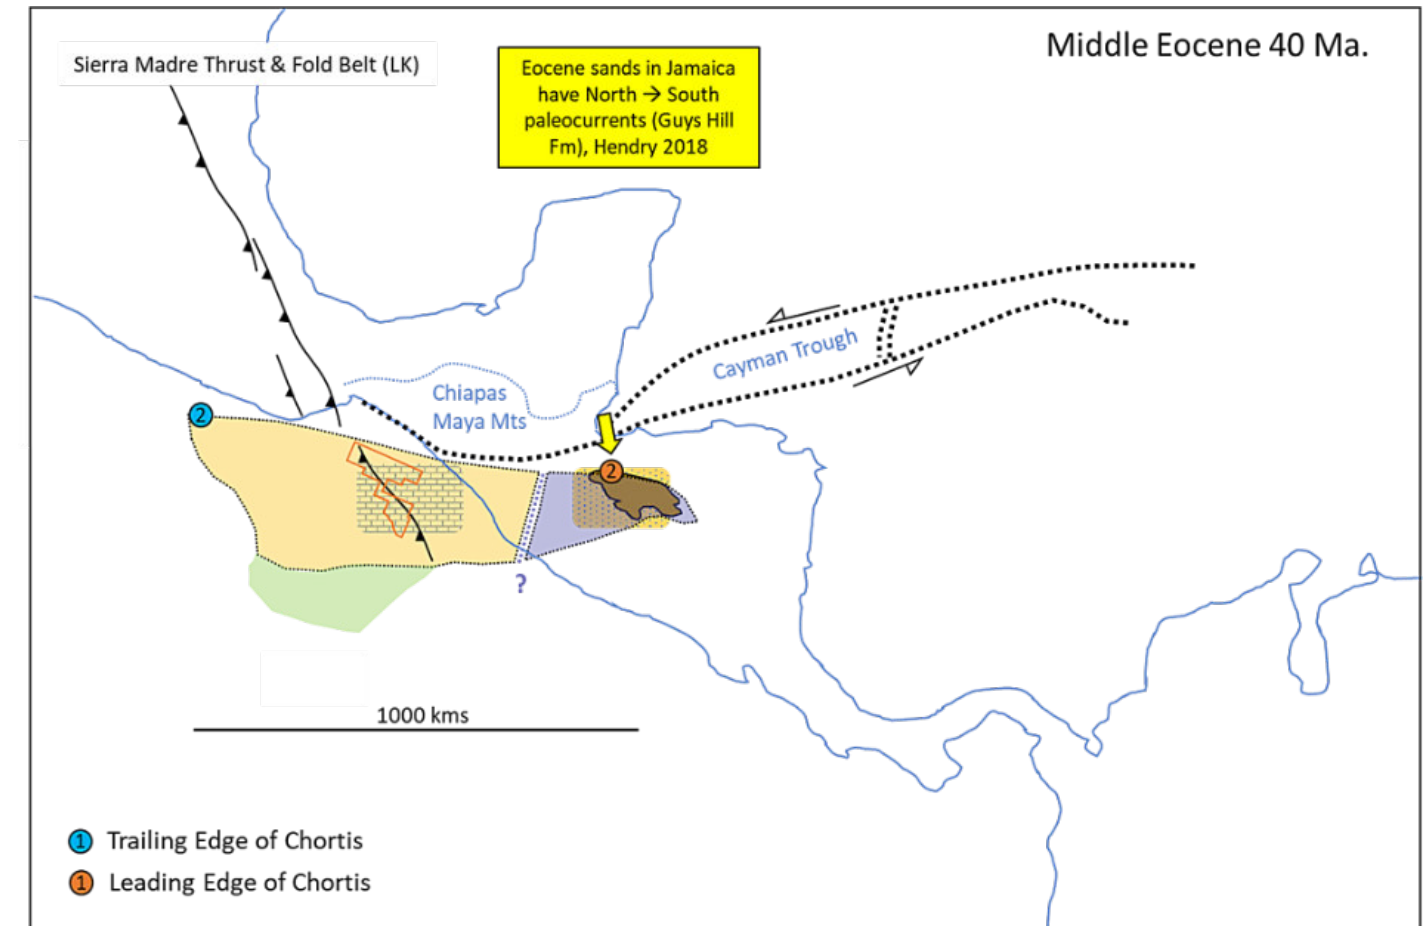 Middle Eocene 40 Ma.
Sierra Madre Thrust & Fold Belt (LK)
Eocene sands in Jamaica
have North → South
paleocurrents (Guys Hill
Fm), Hendry 2018
Cayman Trough
Chiapas
Maya Mts
2
2
?
1000 kms
1 Trailing Edge of Chortis
1 Leading Edge of Chortis